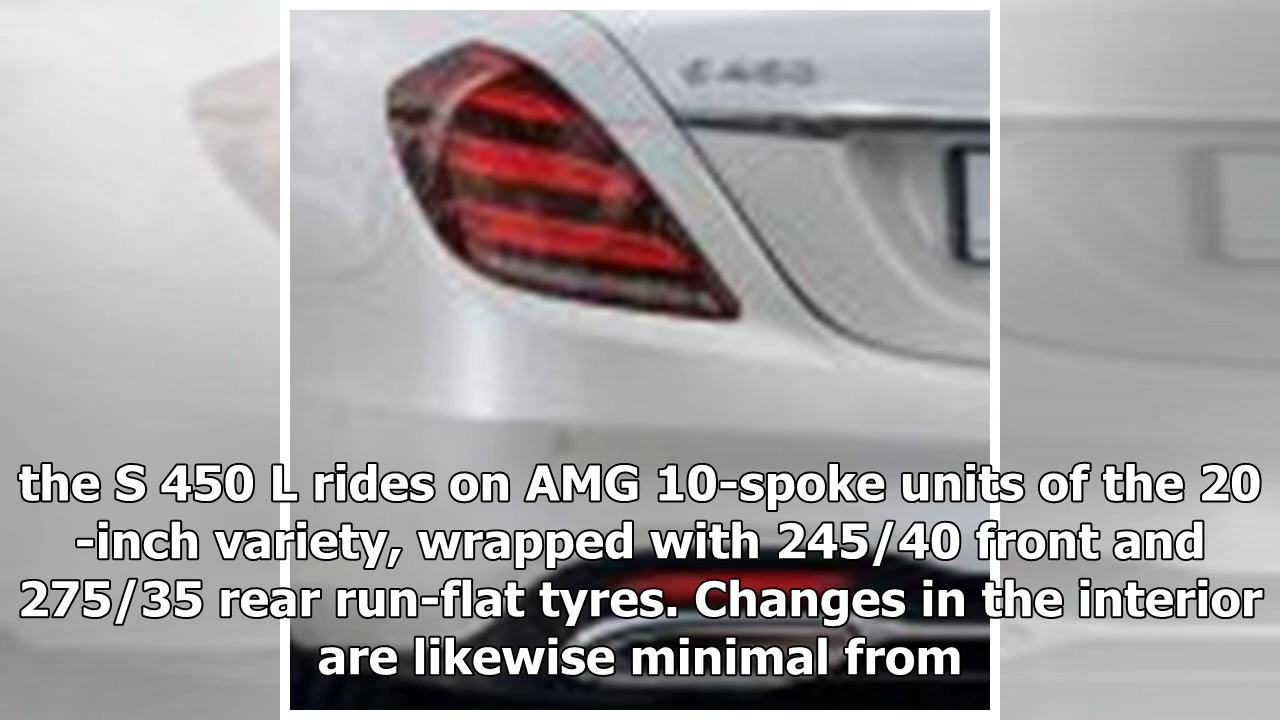 the S 450 L rides on AMG 10-spoke units of the 20
-inch variety, wrapped with 245/40 front and
275/35 rear run-flat tyres. Changes in the interior
are likewise minimal from